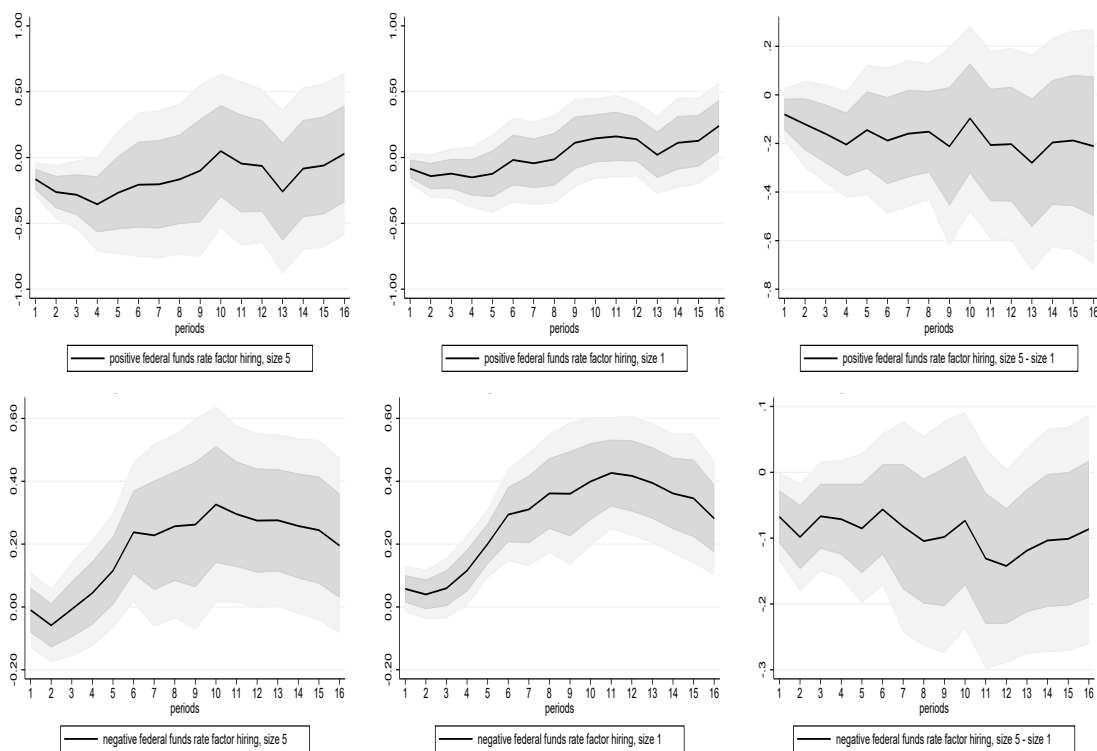 1.00
0.50
0.00
-0.50
-1.00
1 2 3 4 5 6 7 8 9 10 11 12 13 14 15 16
periods
positive federal funds rate factor hiring, size 5
1.00
0.50
0.00
-0.50
-1.00
1 2 3 4 5 6 7 8 9 10 11 12 13 14 15 16
periods
positive federal funds rate factor hiring, size 1
.2
0
-.2
-.4
-.6
-.8
1 2 3 4 5 6 7 8 9 10 11 12 13 14 15 16
periods
positive federal funds rate factor hiring, size 5 - size 1
0.60
0.40
0.20
0.00
-0.20
1 2 3 4 5 6 7 8 9 10 11 12 13 14 15 16
periods
negative federal funds rate factor hiring, size 5
0.60
0.40
0.20
0.00
-0.20
1 2 3 4 5 6 7 8 9 10 11 12 13 14 15 16
periods
negative federal funds rate factor hiring, size 1
.1
0
-.1
-.2
-.3
1 2 3 4 5 6 7 8 9 10 11 12 13 14 15 16
periods
negative federal funds rate factor hiring, size 5 - size 1